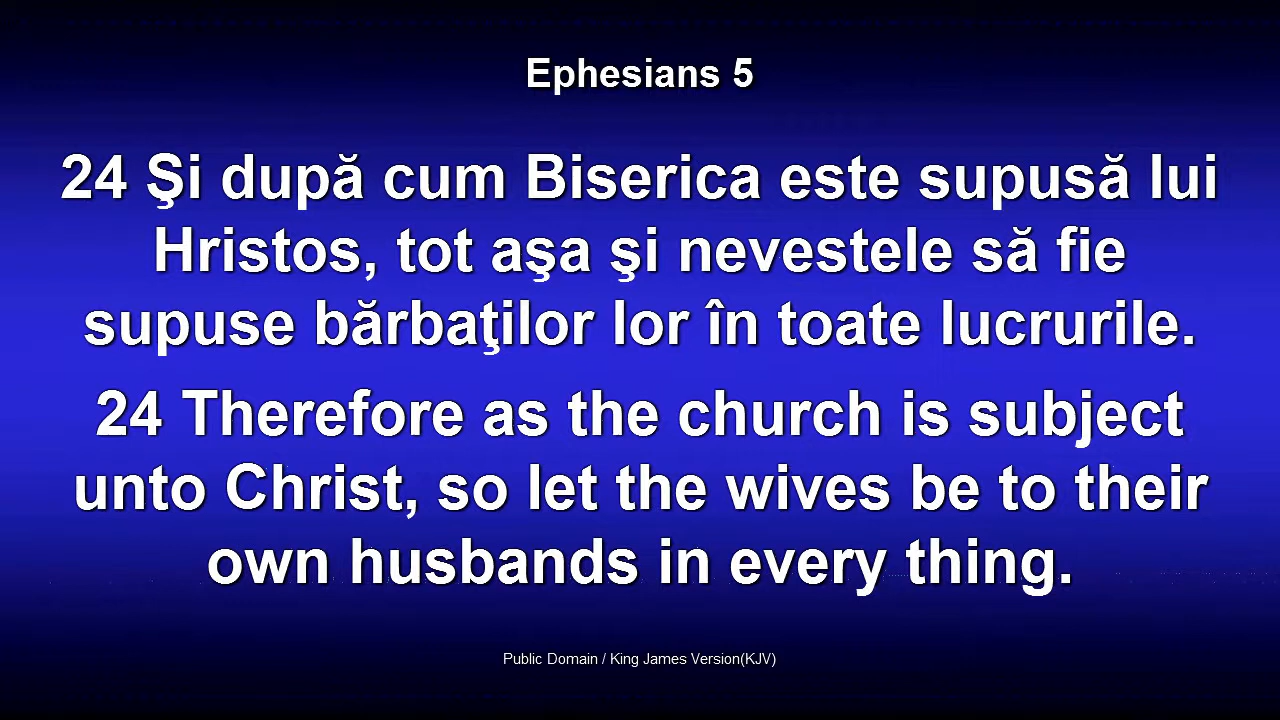 Ephesians 5
24 Şi după cum Biserica este supusă lui
Hristos, tot aşa şi nevestele să fie
supuse bărbaţilor lor în toate lucrurile.
24 Therefore as the church is subject
unto Christ, so let the wives be to their
own husbands in every thing.
Public Domain / King James Version(KJV)